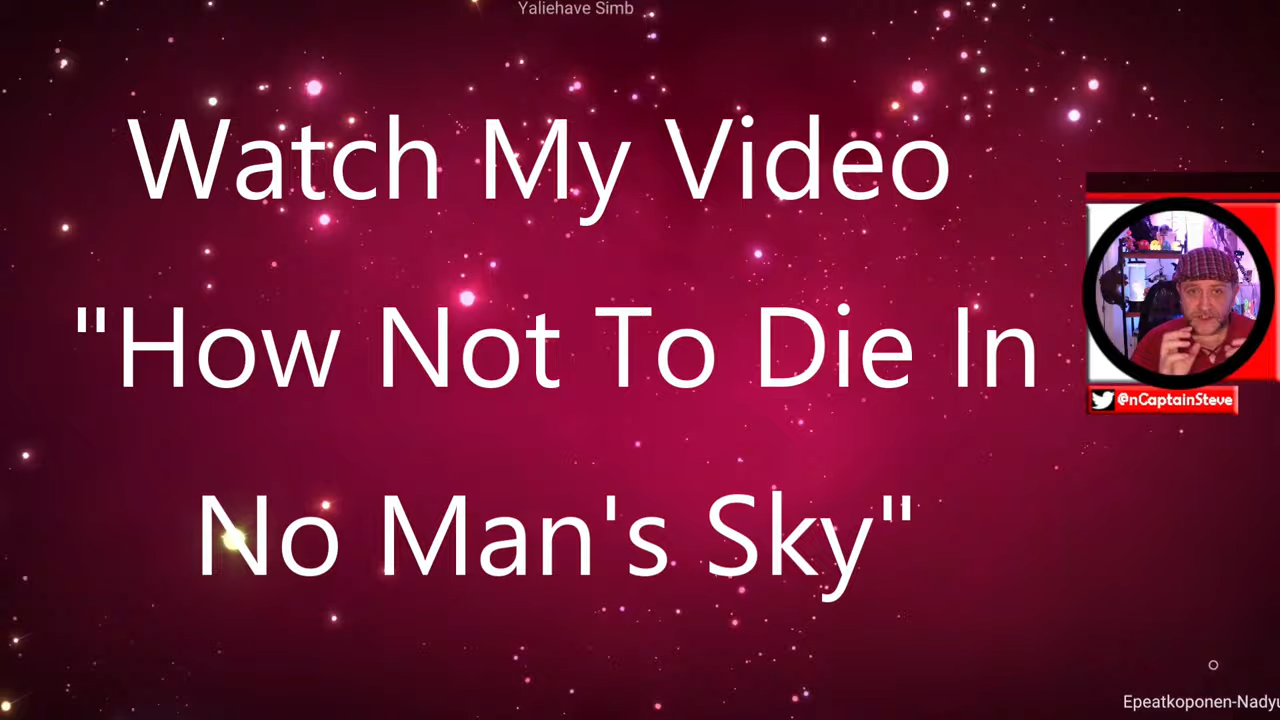 Yaliehave Simb
Watch My Video
"How Not To Die In
No Man's Sky"
@nCaptainSteve
Epeatkoponen-Nadyu